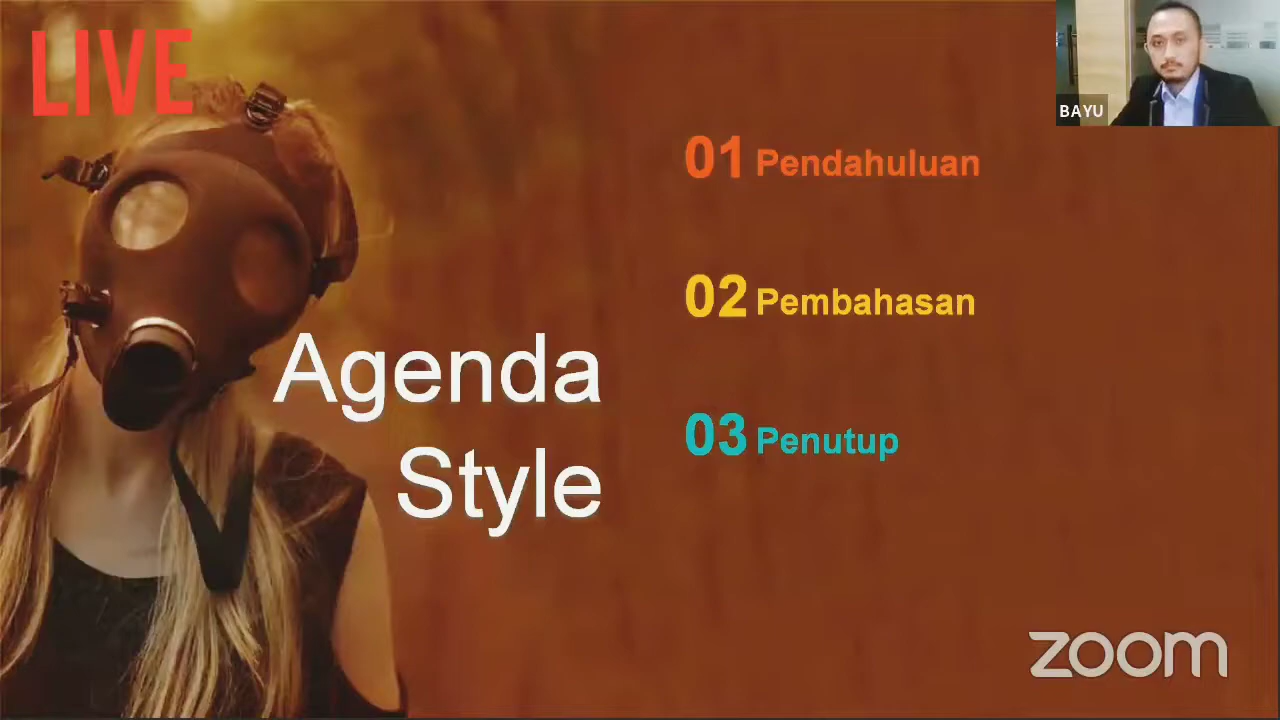 LIVE
BAYU
01 Pendahuluan
02 Pembahasan
Agenda
Style
03 Penutup
zoom